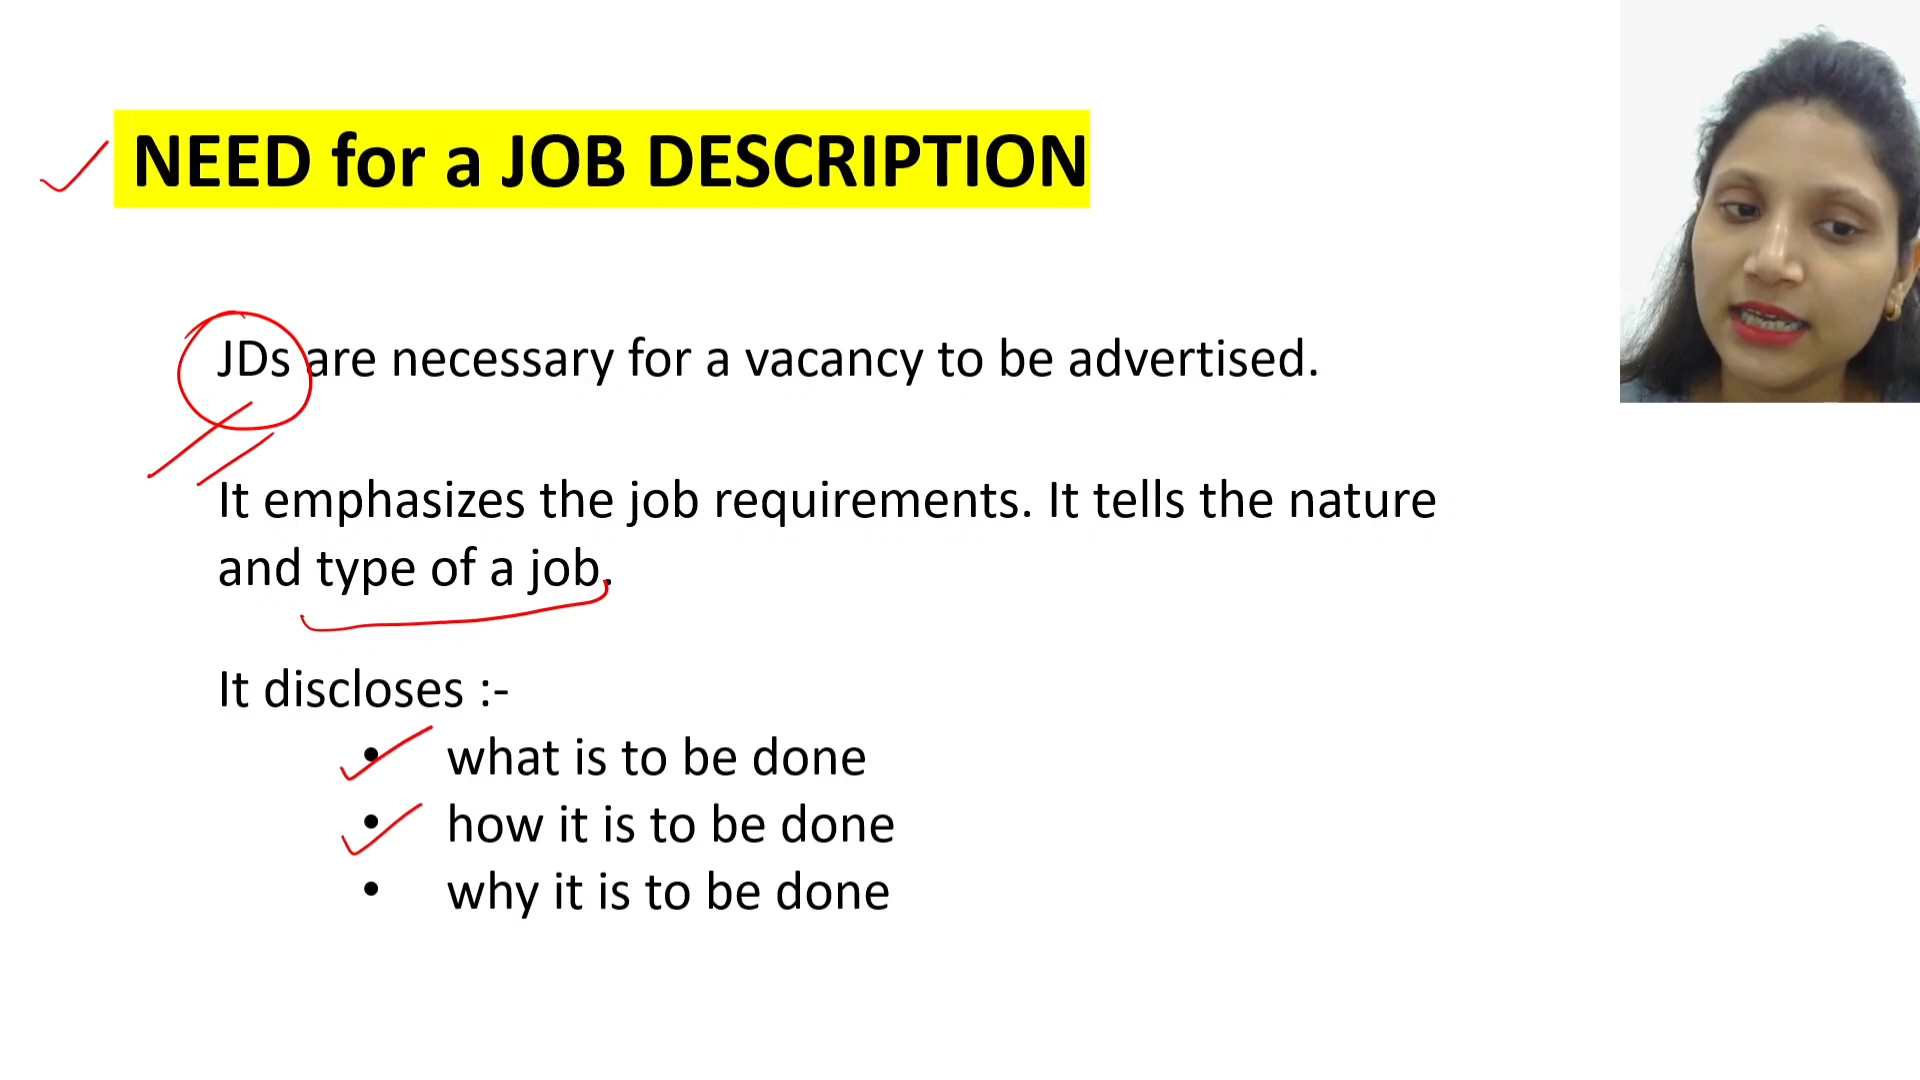 NEED for a JOB DESCRIPTION
JDs are necessary for a vacancy to be advertised.
It emphasizes the job requirements. It tells the nature
and type of a job.
It discloses :-
• what is to be done
• how it is to be done
• why it is to be done